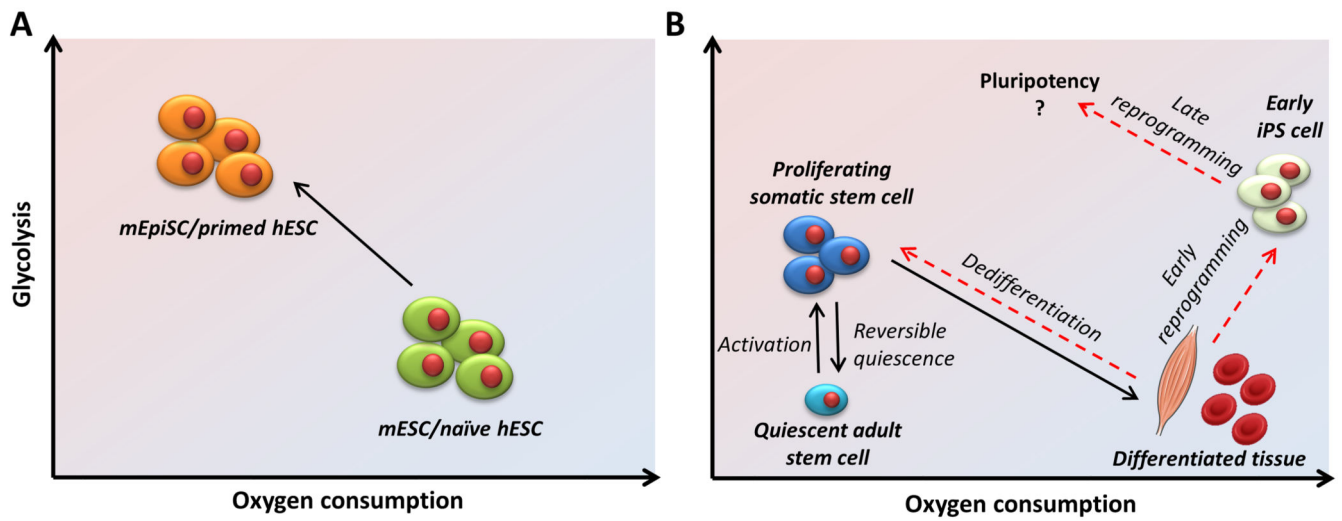 A
Glycolysis
mEpiSC/primed hESC
mESC/naïve hESC
Oxygen consumption
B
Pluripotency
?
Late
reprogramming
Early
iPS cell
Proliferating
somatic stem cell
Dedifferentiation
Early
reprogramming
Activation
Reversible
quiescence
Quiescent adult
stem cell
Differentiated tissue
Oxygen consumption